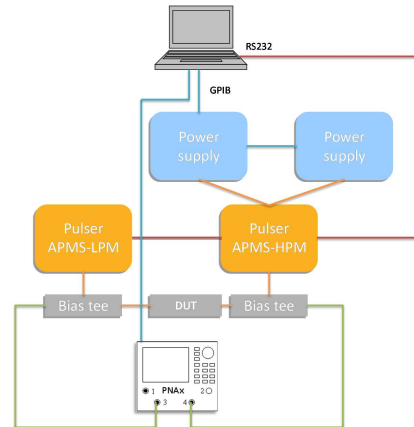 RS232
GPIB
Power
supply
Power
supply
Pulser
APMS-LPM
Pulser
APMS-HPM
Bias tee
DUT
Bias tee
PNAx
1
2
3
4